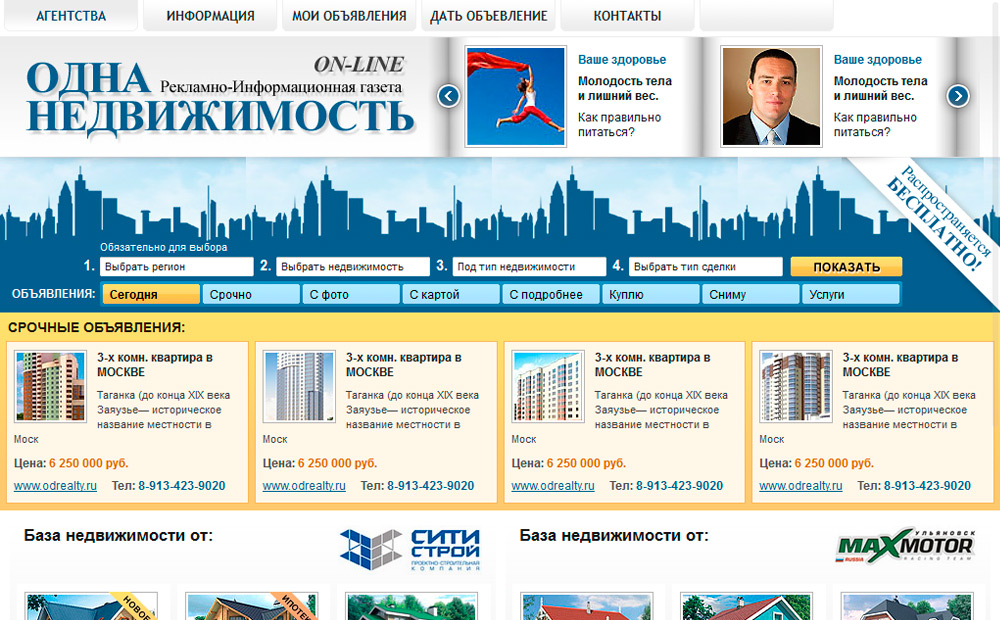 АГЕНТСТВА
ИНФОРМАЦИЯ
МОИ ОБЪЯВЛЕНИЯ
ДАТЬ ОБЪЕВЛЕНИЕ
КОНТАКТЫ
ОДНА
ON-LINE
Рекламно-Информационная газета
НЕДВИЖИМОСТЬ
Ваше здоровье
Молодость тела
и лишний вес.
Как правильно
питаться?
Ваше здоровье
Молодость тела
и лишний вес.
Как правильно
питаться?
Распространяется
БЕСПЛАТНО!
Обязательно для выбора
1. Выбрать регион
2. Выбрать недвижимость
3. Под тип недвижимости
4. Выбрать тип сделки
ПОКАЗАТЬ
ОБЪЯВЛЕНИЯ:
Сегодня
Срочно
С фото
С картой
С подробнее
Куплю
Сниму
Услуги
СРОЧНЫЕ ОБЪЯВЛЕНИЯ:
3-х комн. квартира в
МОСКВЕ
Таганка (до конца XIX века
Заяузье— историческое
название местности в
Моск
Цена: 6 250 000 руб.
www.odrealty.ru Тел: 8-913-423-9020
3-х комн. квартира в
МОСКВЕ
Таганка (до конца XIX века
Заяузье— историческое
название местности в
Моск
Цена: 6 250 000 руб.
www.odrealty.ru Тел: 8-913-423-9020
3-х комн. квартира в
МОСКВЕ
Таганка (до конца XIX века
Заяузье— историческое
название местности в
Моск
Цена: 6 250 000 руб.
www.odrealty.ru Тел: 8-913-423-9020
3-х комн. квартира в
МОСКВЕ
Таганка (до конца XIX века
Заяузье— историческое
название местности в
Моск
Цена: 6 250 000 руб.
www.odrealty.ru Тел: 8-913-423-9020
База недвижимости от:
СИТИ
СТРОЙ
ПРОЕКТНО-СТРОИТЕЛЬНАЯ
КОМПАНИЯ
База недвижимости от:
УЛЬЯНОВСК
MAXMOTOR
RUSSIA
RACING TEAM
НОВОЕ